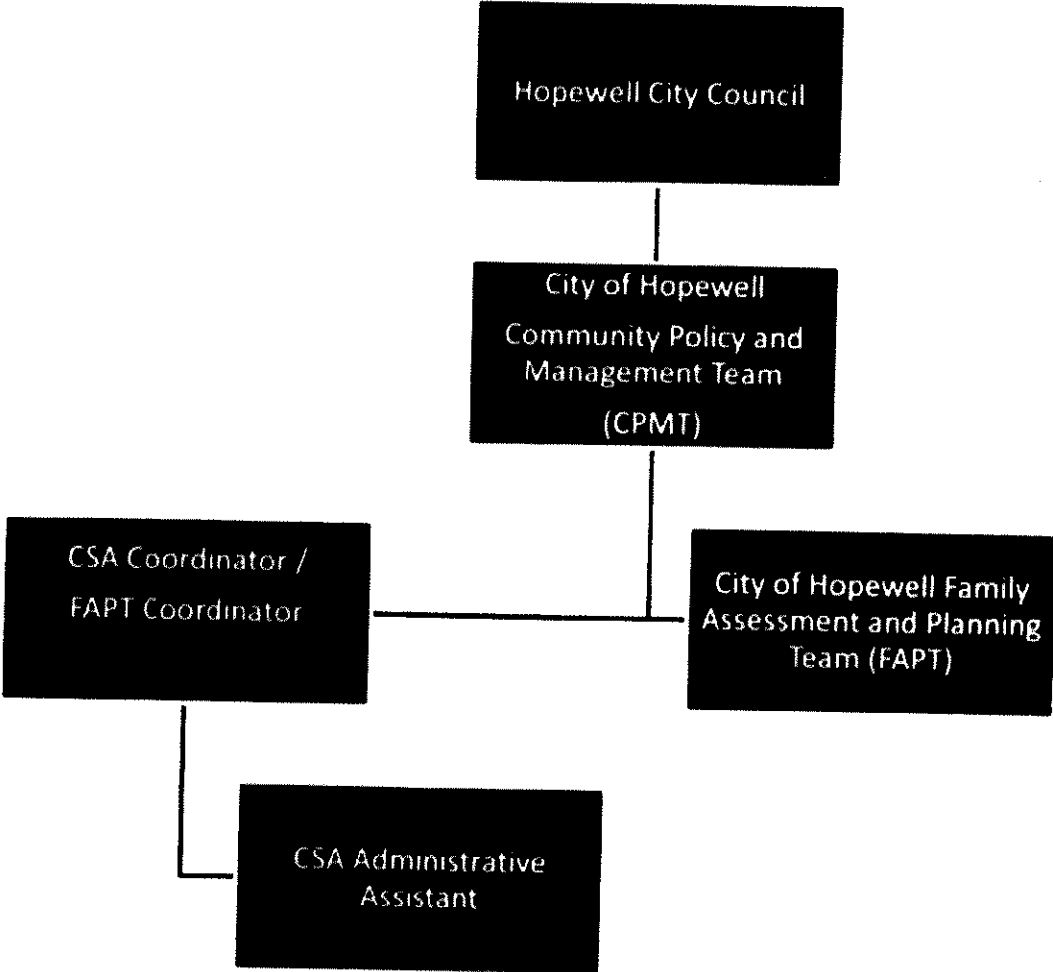 Hopewell City Council
City of Hopewell
Community Policy and
Management Team
(CPMT)
CSA Coordinator /
FAPT Coordinator
City of Hopewell Family
Assessment and Planning
Team (FAPT)
CSA Administrative
Assistant